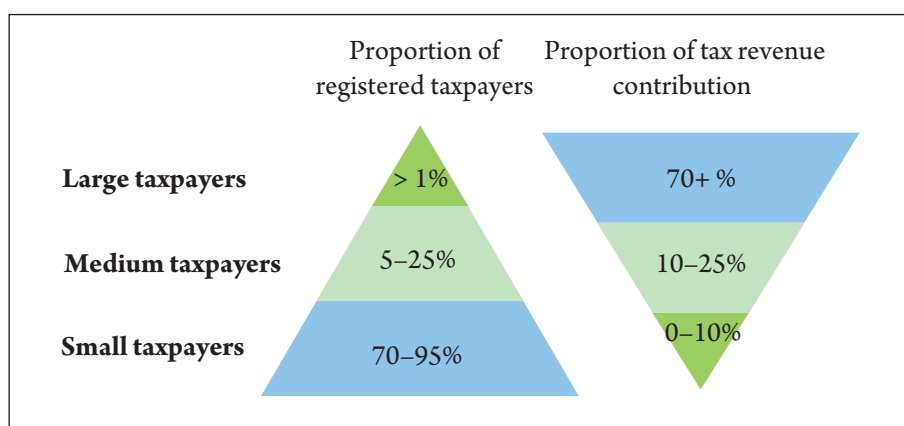 Proportion of
registered taxpayers
Proportion of tax revenue
contribution
Large taxpayers
> 1%
70+ %
Medium taxpayers
5–25%
10–25%
Small taxpayers
70–95%
0–10%